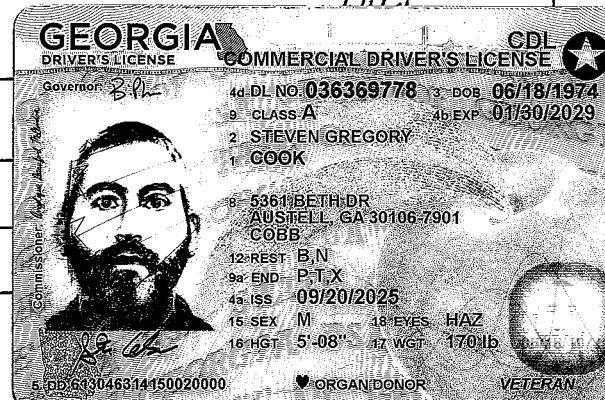 GEORGIA
DRIVER'S LICENSE
COMMERCIAL DRIVER'S LICENSE
CDL
Governor:
4d DL NO. 036369778 3 DOB 06/18/1974
9 CLASS A 4b EXP 01/30/2029
2 STEVEN GREGORY
1 COOK
8 5361 BETH DR
AUSTELL, GA 30106-7901
COBB
12 REST B,N
9a END P,T,X
4a ISS 09/20/2025
15 SEX M 18 EYES HAZ
16 HGT 5'-08" 17 WGT 170 lb
Commissioner:
5. DD 613046314150020000
ORGAN DONOR
VETERAN